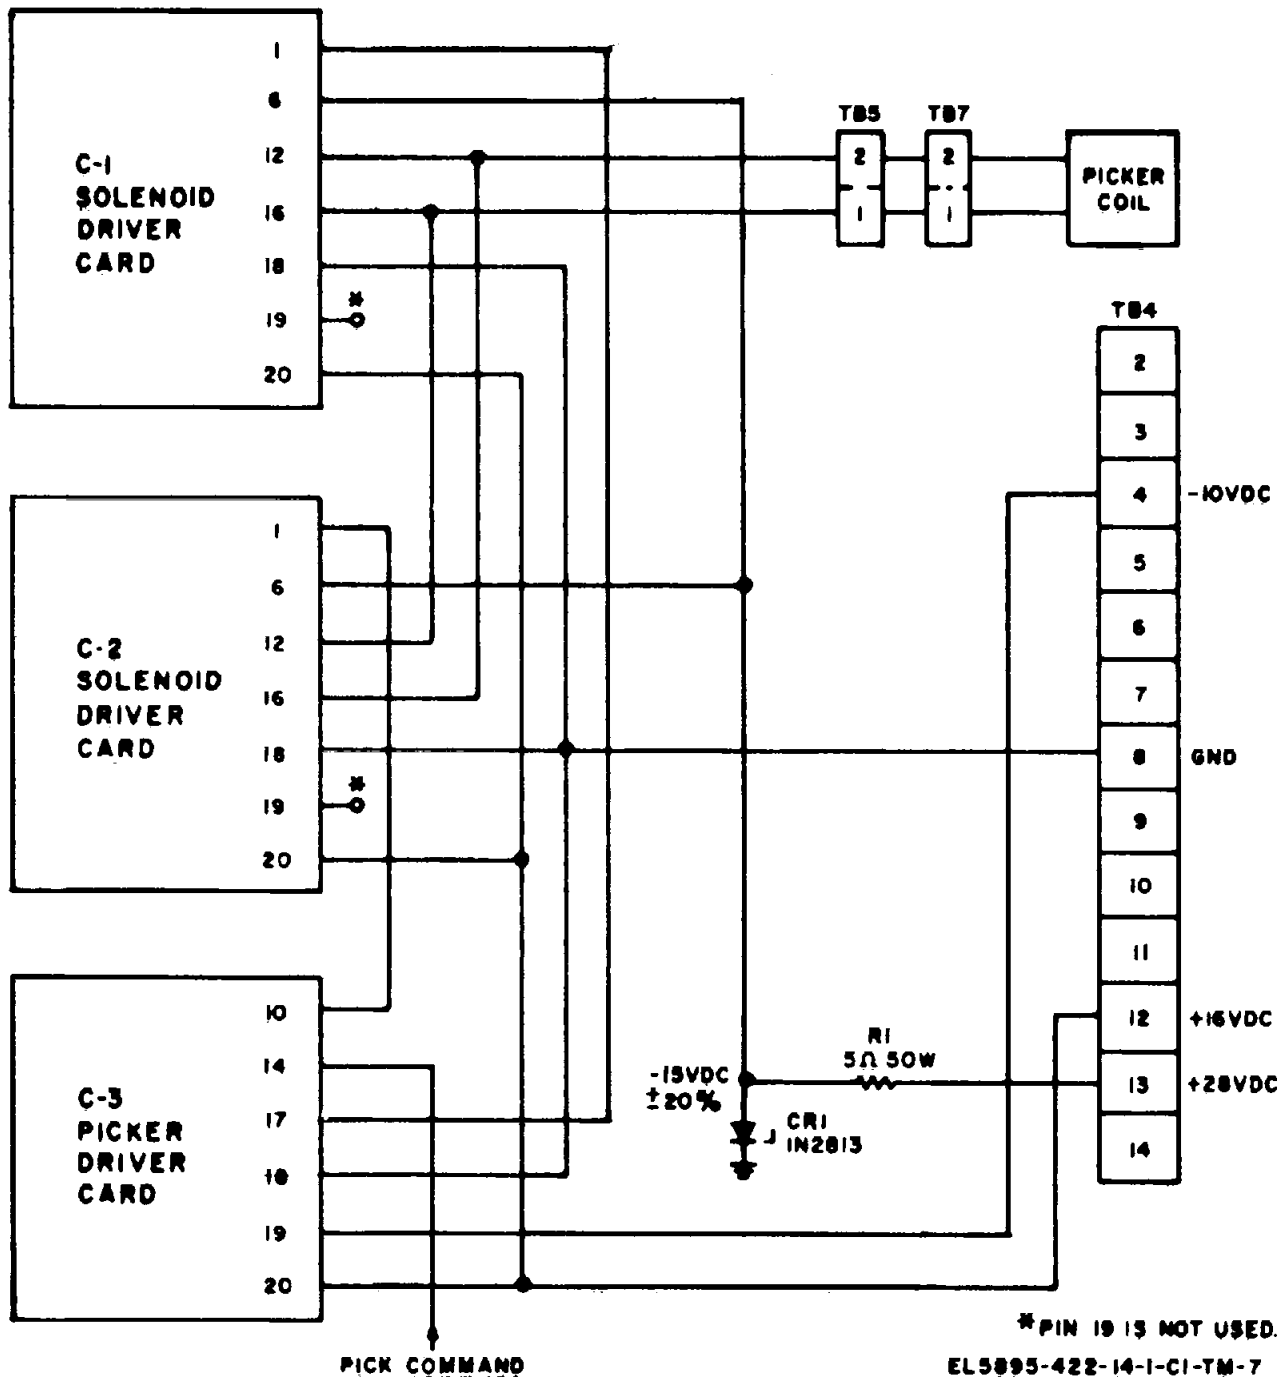 C-1
SOLENOID
DRIVER
CARD
1
6
12
16
18
19
*
20
TB5
2
1
TB7
2
1
PICKER
COIL
C-2
SOLENOID
DRIVER
CARD
1
6
12
16
18
19
*
20
C-3
PICKER
DRIVER
CARD
10
14
17
18
19
20
PICK COMMAND
TB4
2
3
4 -10VDC
5
6
7
8 GND
9
10
11
12 +16VDC
13 +28VDC
14
R1
5Ω 50W
-15VDC
±20%
CR1
1N2813
*PIN 19 IS NOT USED.
EL5895-422-14-1-C1-TM-7